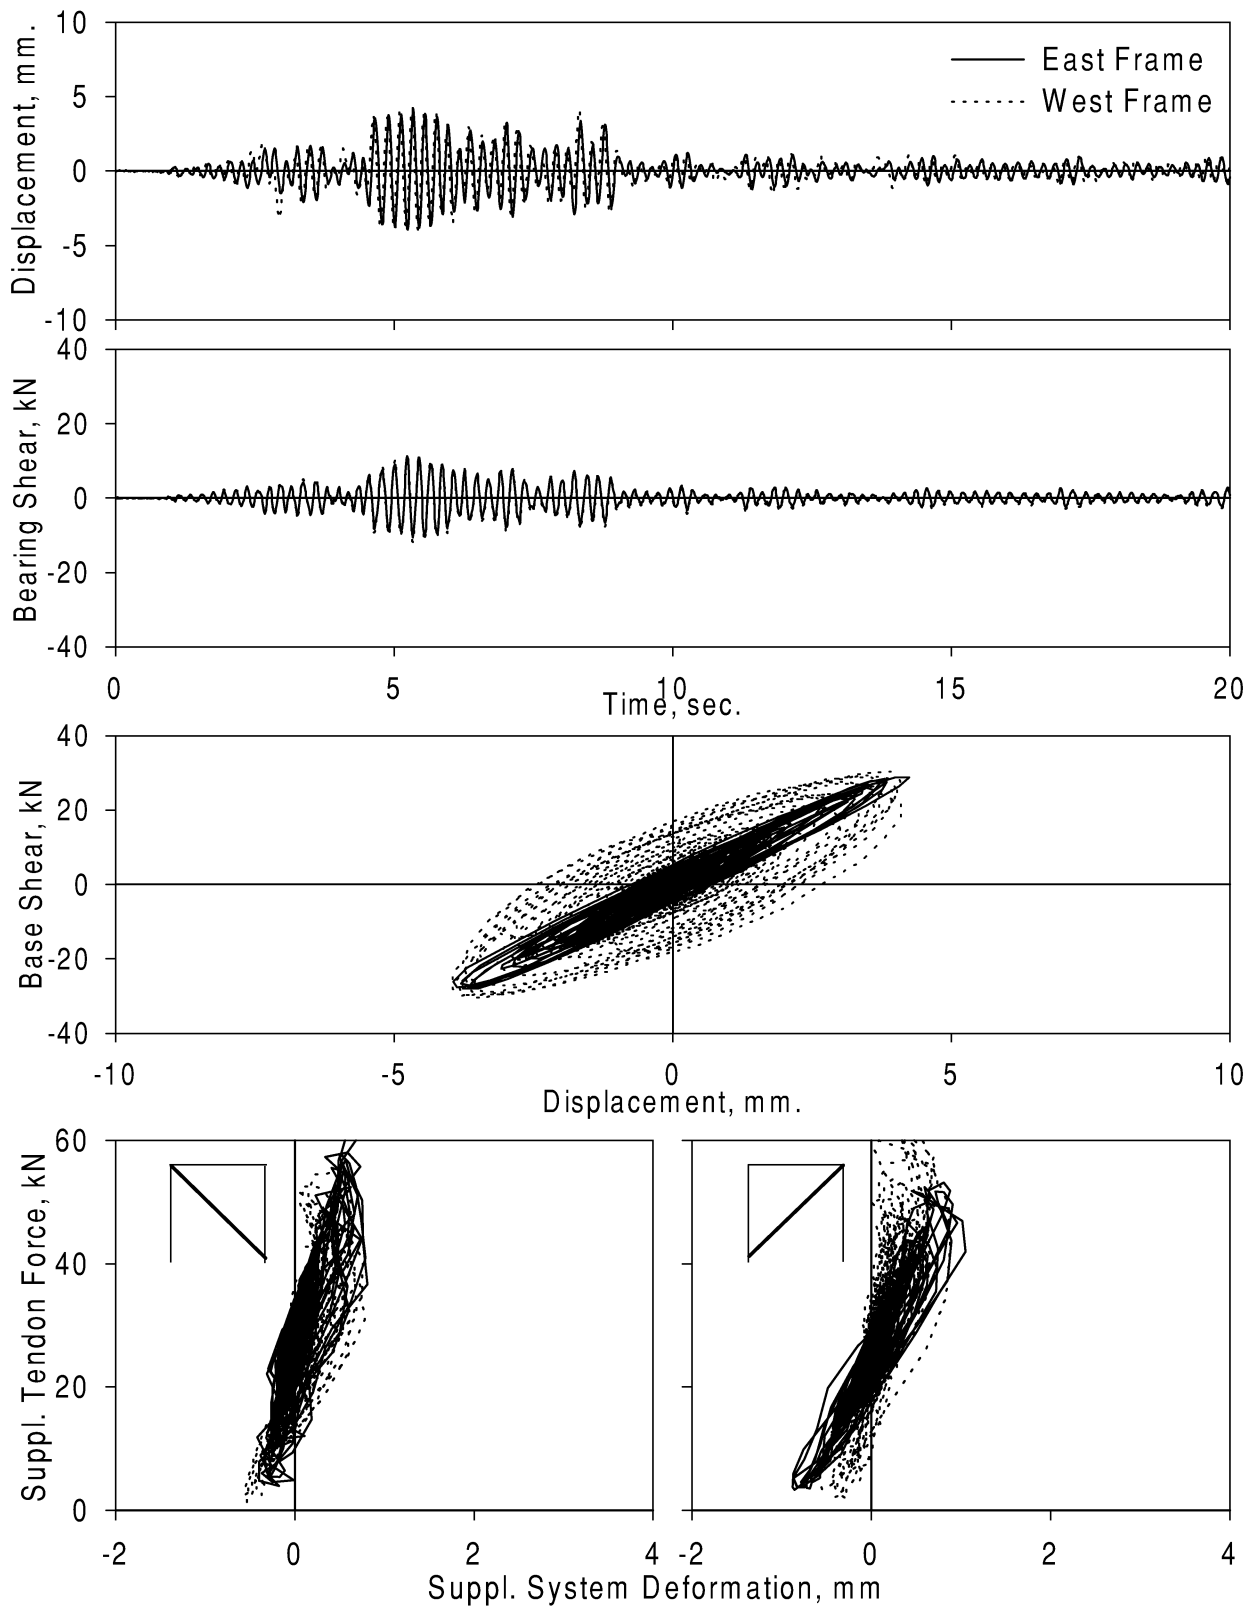 10
5
0
-5
-10
Displacement, mm.
East Frame
West Frame
40
20
0
-20
-40
Bearing Shear, kN
0 5 10 15 20
Time, sec.
40
20
0
-20
-40
Base Shear, kN
-10 -5 0 5 10
Displacement, mm.
60
40
20
0
Suppl. Tendon Force, kN
-2 0 2 4 -2 0 2 4
Suppl. System Deformation, mm